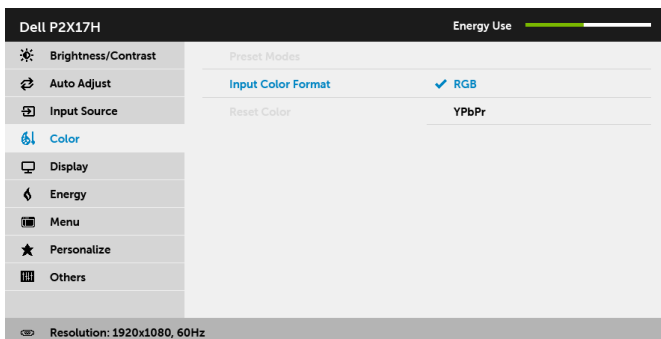 Dell P2X17H
Energy Use
Brightness/Contrast
Preset Modes
Auto Adjust
Input Color Format
RGB
Input Source
Reset Color
YPbPr
Color
Display
Energy
Menu
Personalize
Others
Resolution: 1920x1080, 60Hz